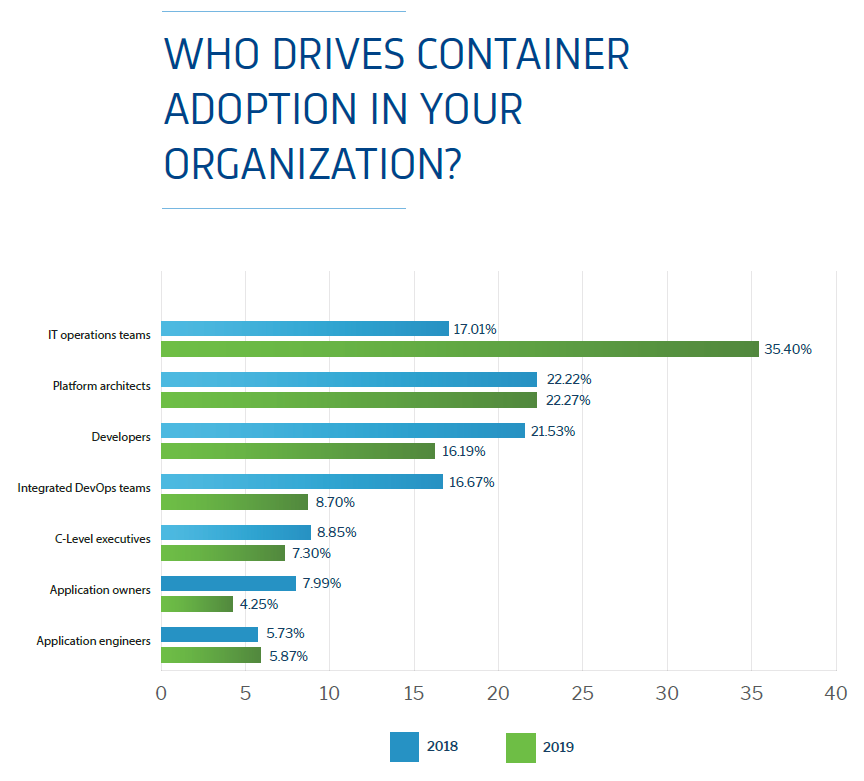 WHO DRIVES CONTAINER
ADOPTION IN YOUR
ORGANIZATION?
IT operations teams
17.01%
35.40%
Platform architects
22.22%
22.27%
Developers
21.53%
16.19%
Integrated DevOps teams
16.67%
8.70%
C-Level executives
8.85%
7.30%
Application owners
7.99%
4.25%
Application engineers
5.73%
5.87%
0 5 10 15 20 25 30 35 40
2018 2019